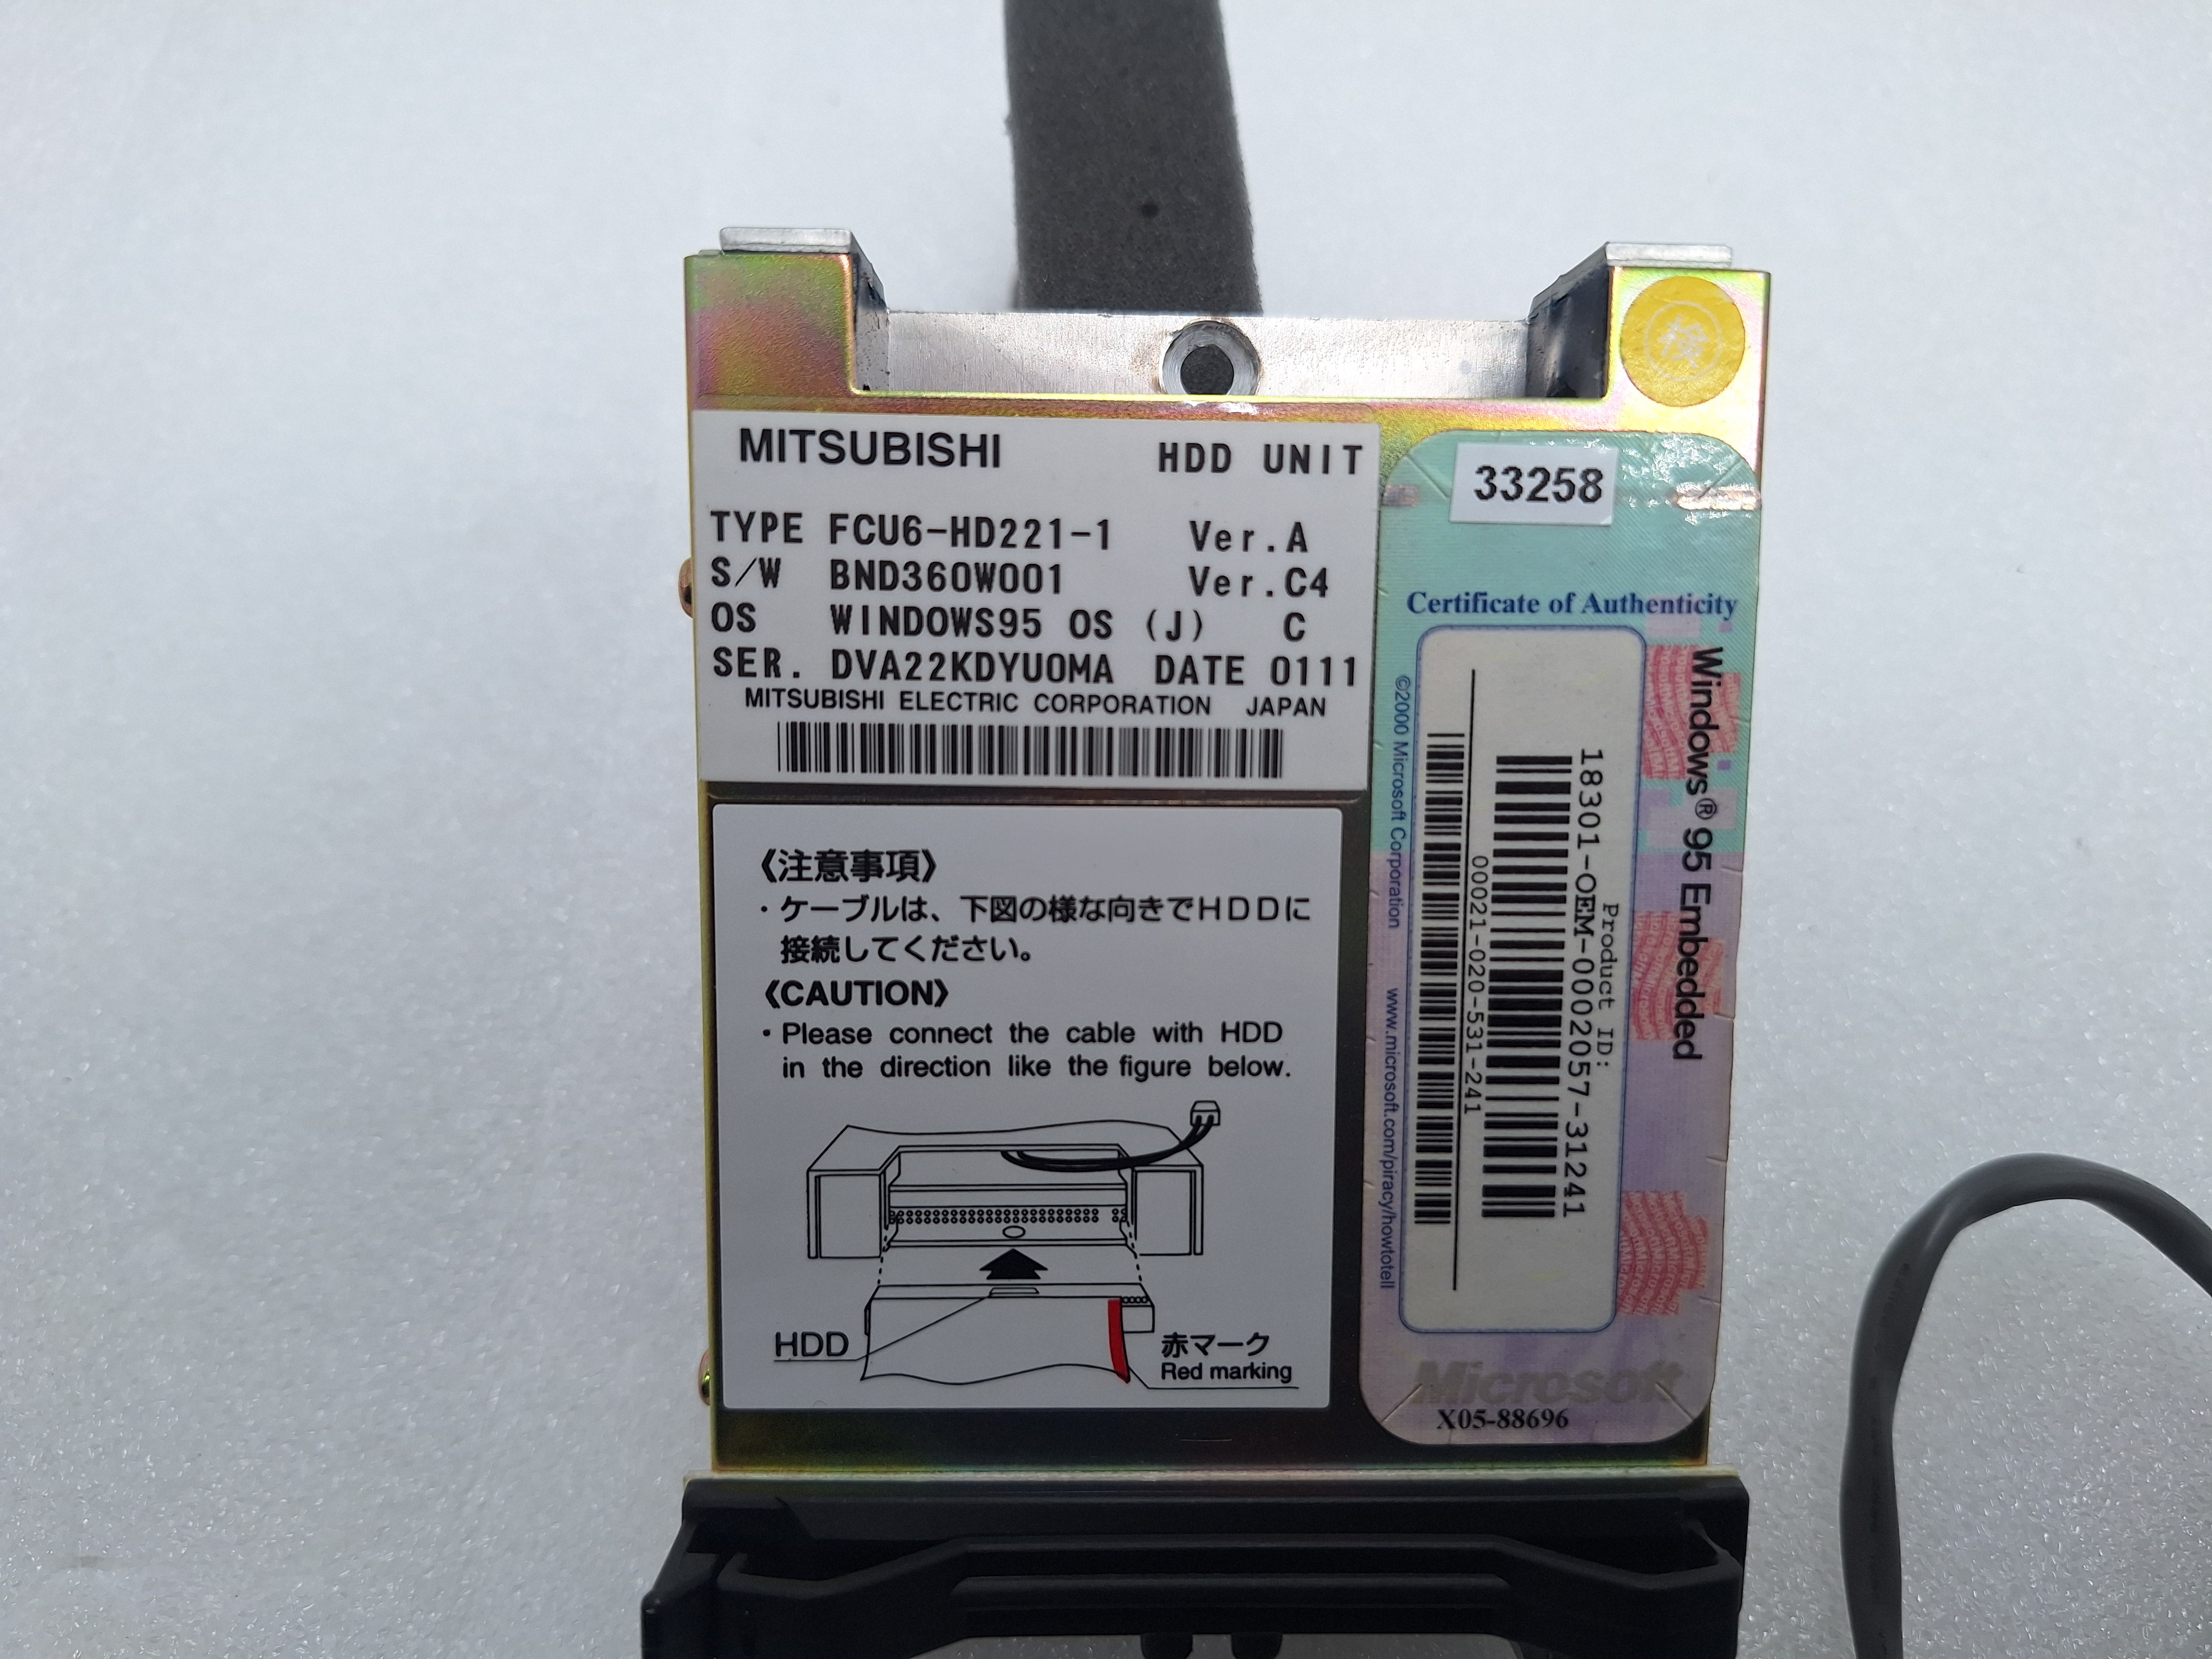 検
MITSUBISHI HDD UNIT
TYPE FCU6-HD221-1 Ver.A
S/W BND360W001 Ver.C4
OS WINDOWS95 OS (J) C
SER. DVA22KDYU0MA DATE 0111
MITSUBISHI ELECTRIC CORPORATION JAPAN
《注意事項》
・ケーブルは、下図の様な向きでHDDに
接続してください。
《CAUTION》
・Please connect the cable with HDD
in the direction like the figure below.
HDD
赤マーク
Red marking
33258
Certificate of Authenticity
Windows® 95 Embedded
Product ID:
18301-OEM-0002057-31241
00021-020-531-241
©2000 Microsoft Corporation www.microsoft.com/piracy/howtotell
Microsoft
X05-88696